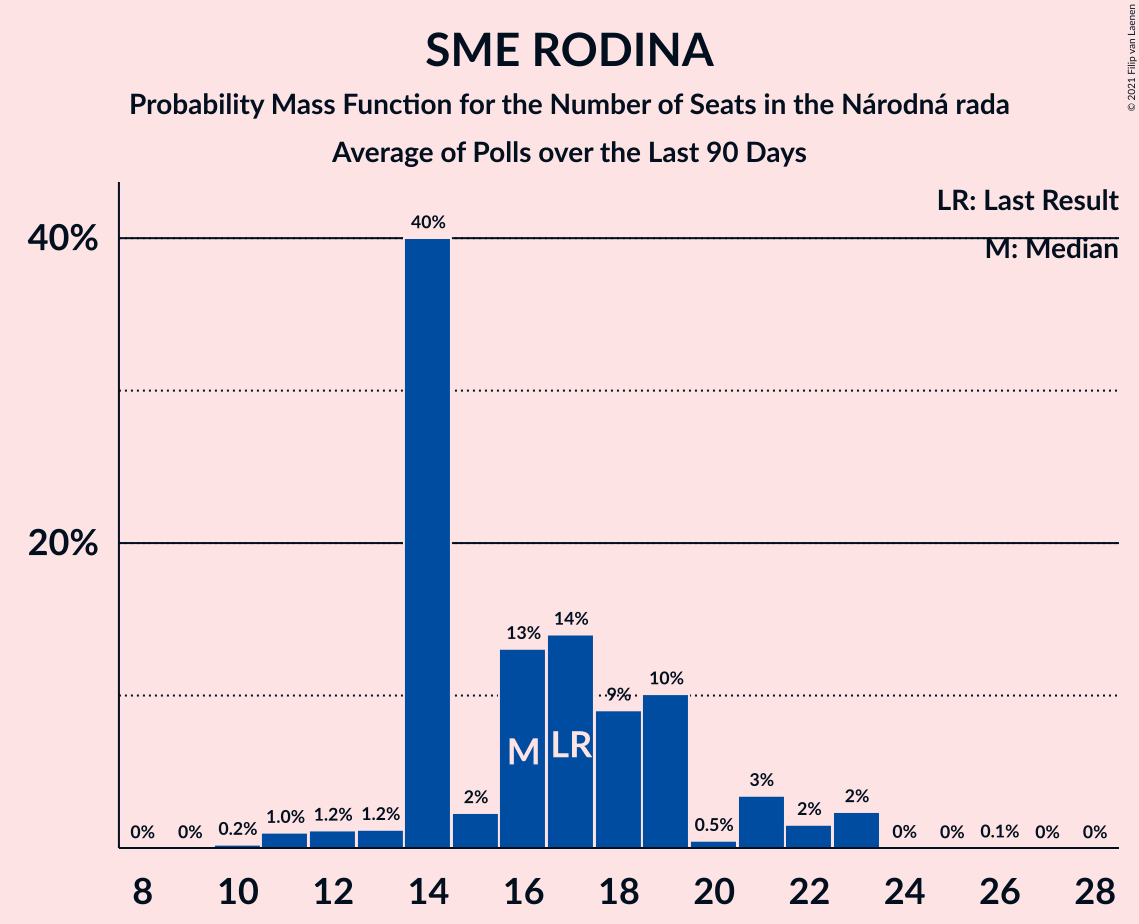 SME RODINA
Probability Mass Function for the Number of Seats in the Národná rada
Average of Polls over the Last 90 Days
© 2021 Filip van Laenen
LR: Last Result
M: Median
40%
20%
0%
0%
0.2%
1.0%
1.2%
1.2%
40%
2%
13%
14%
9%
10%
0.5%
3%
2%
2%
0%
0%
0.1%
0%
0%
M
LR
8 10 12 14 16 18 20 22 24 26 28